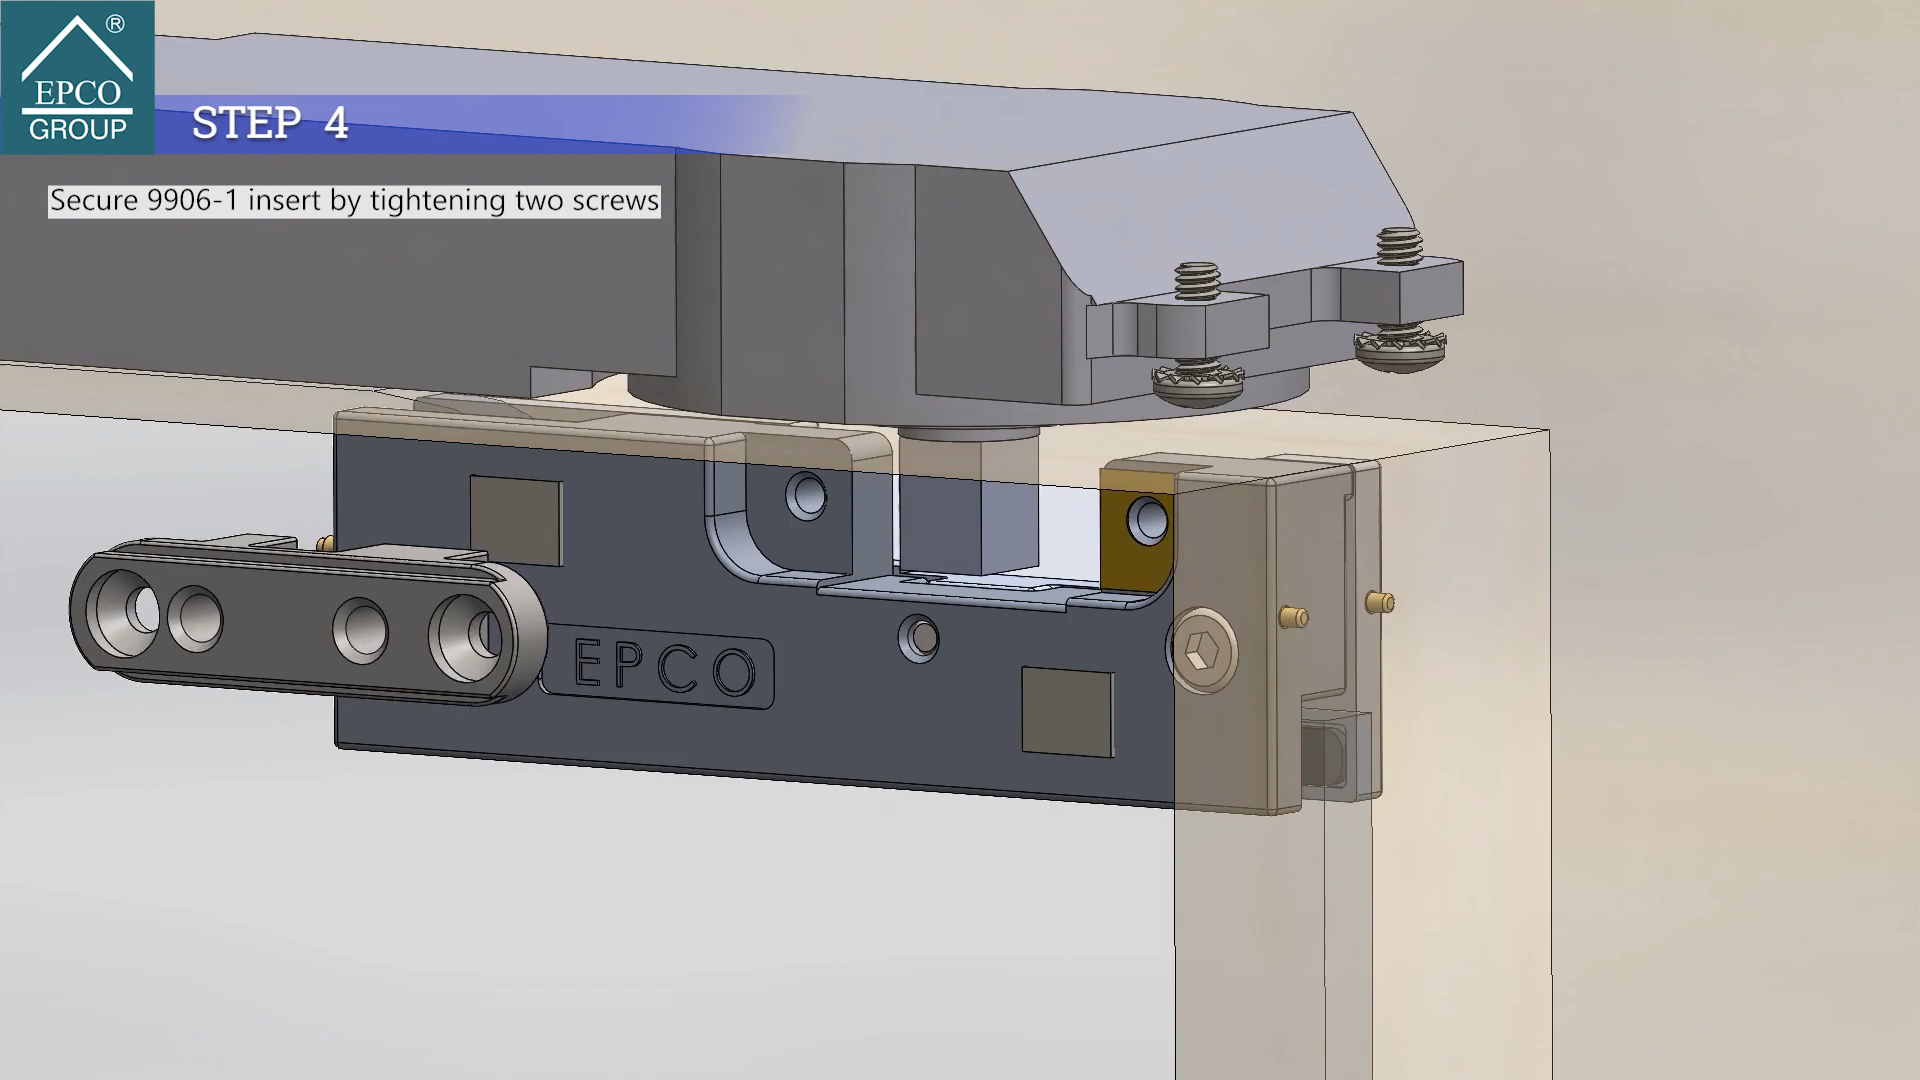 ®
EPCO
GROUP
STEP 4
Secure 9906-1 insert by tightening two screws
EPCO